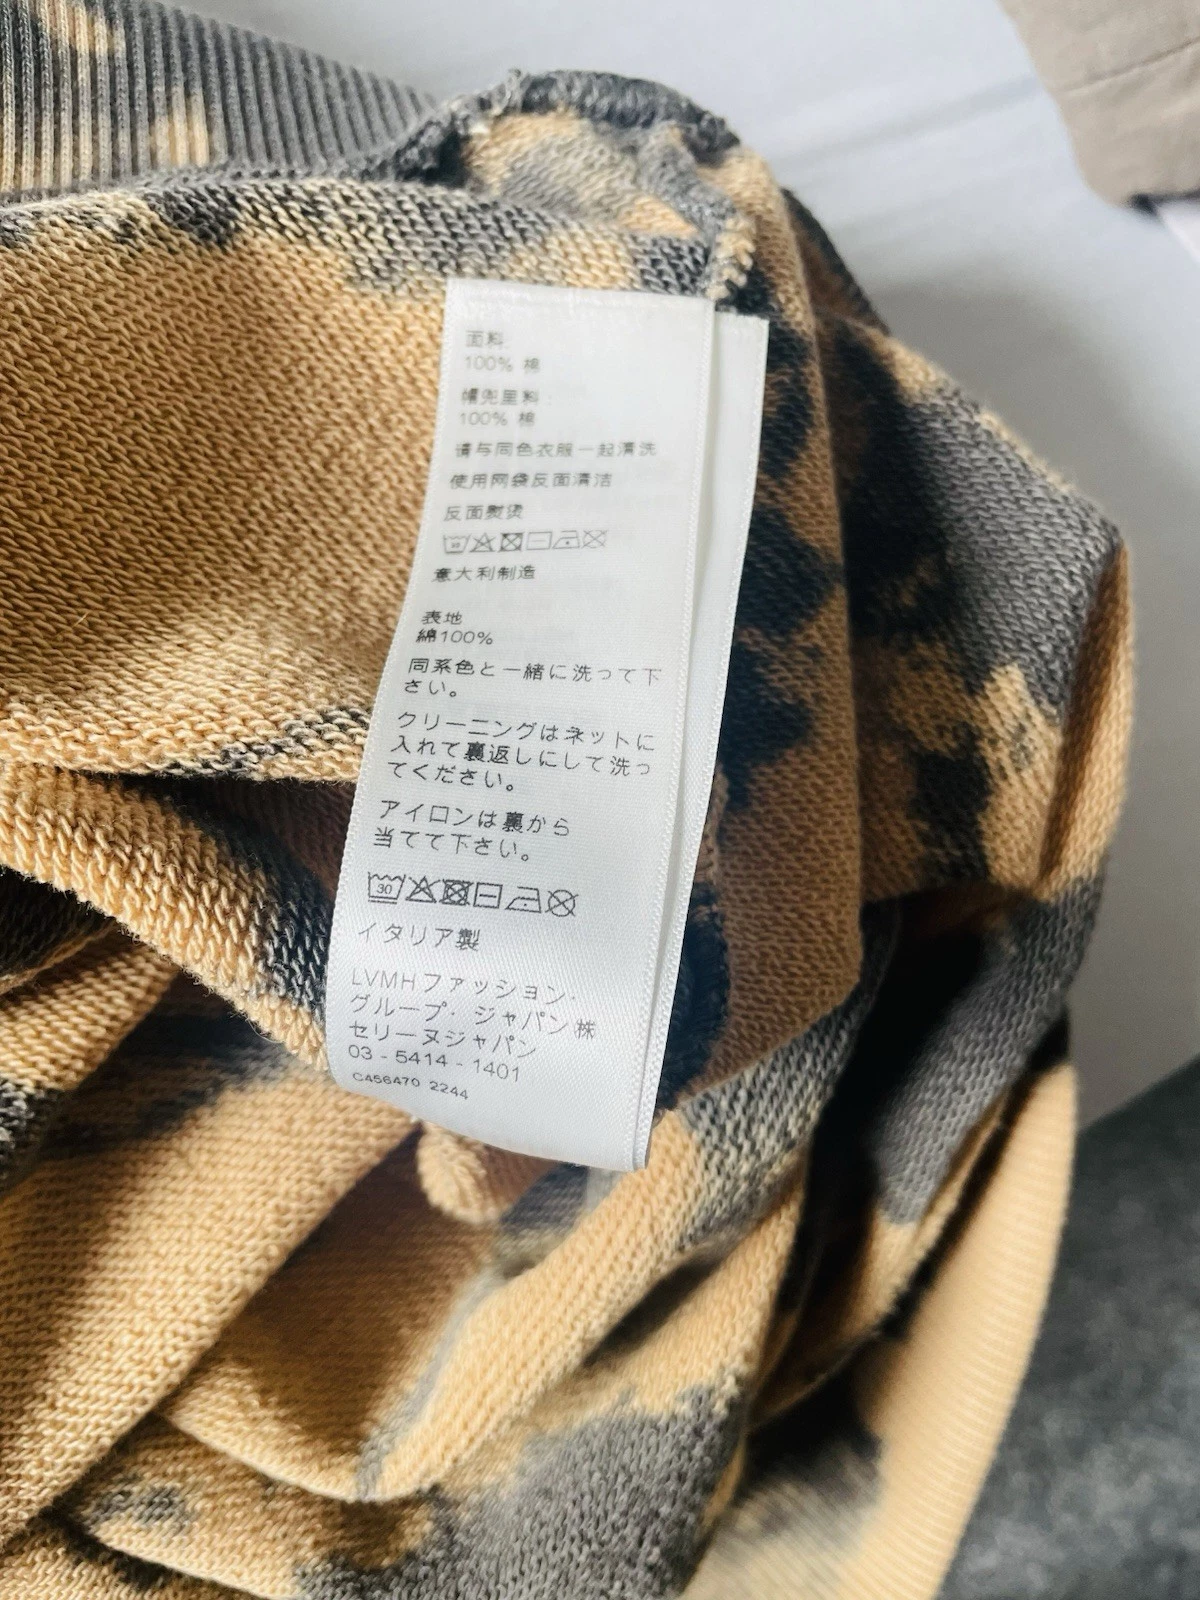 面料:
100% 棉
帽兜里料:
100% 棉
请与同色衣服一起清洗
使用网袋反面清洁
反面熨烫
30
意大利制造
表地
綿100%
同系色と一緒に洗って下
さい。
クリーニングはネットに
入れて裏返しにして洗っ
てください。
アイロンは裏から
当てて下さい。
30
イタリア製
LVMHファッション・
グループ・ジャパン㈱
セリーヌジャパン
03 - 5414 - 1401
C456470 2244